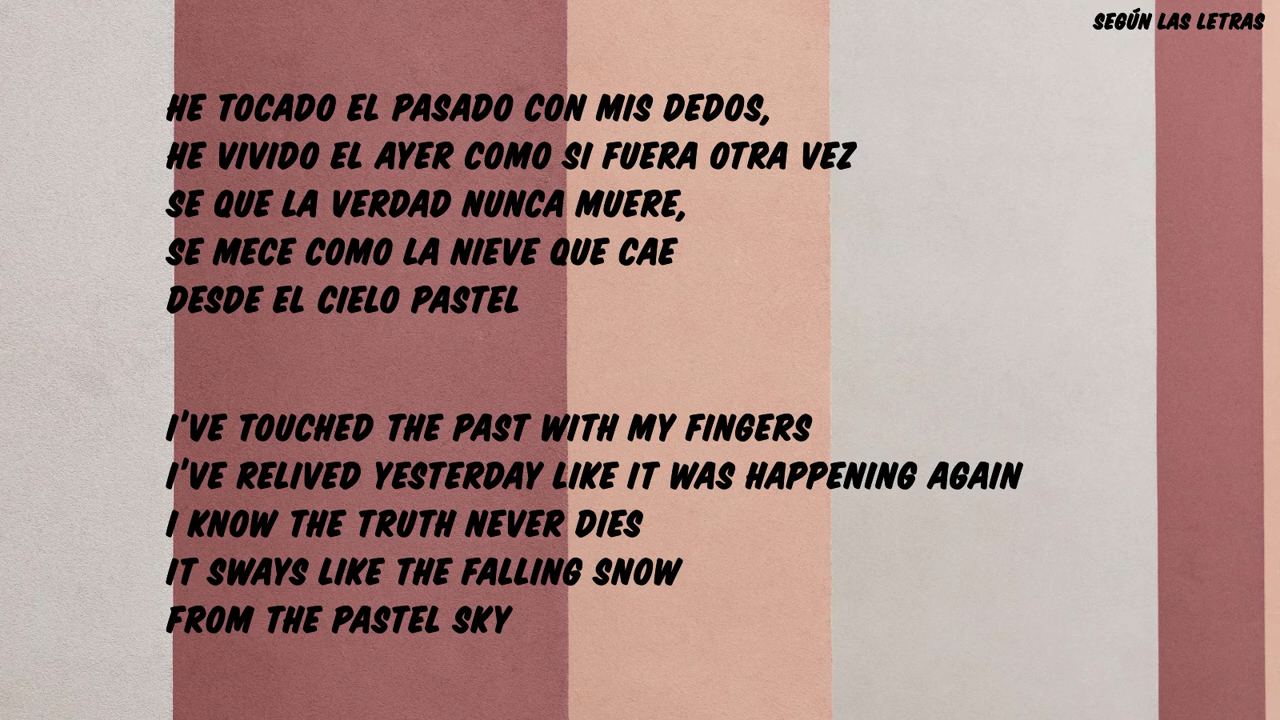 SEGÚN LAS LETRAS
HE TOCADO EL PASADO CON MIS DEDOS,
HE VIVIDO EL AYER COMO SI FUERA OTRA VEZ
SE QUE LA VERDAD NUNCA MUERE,
SE MECE COMO LA NIEVE QUE CAE
DESDE EL CIELO PASTEL
I'VE TOUCHED THE PAST WITH MY FINGERS
I'VE RELIVED YESTERDAY LIKE IT WAS HAPPENING AGAIN
I KNOW THE TRUTH NEVER DIES
IT SWAYS LIKE THE FALLING SNOW
FROM THE PASTEL SKY